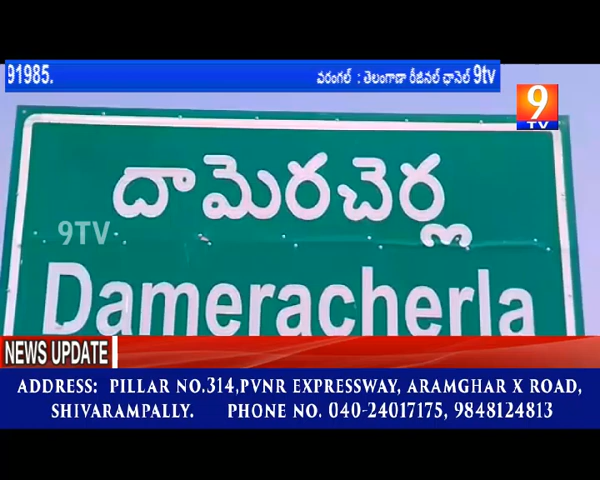 91985. వరంగల్ : తెలంగాణా రీజినల్ ఛానెల్ 9tv
9
TV
దామెరచెర్ల
9TV
Dameracherla
NEWS UPDATE
ADDRESS: PILLAR NO.314,PVNR EXPRESSWAY, ARAMGHAR X ROAD,
SHIVARAMPALLY. PHONE NO. 040-24017175, 9848124813